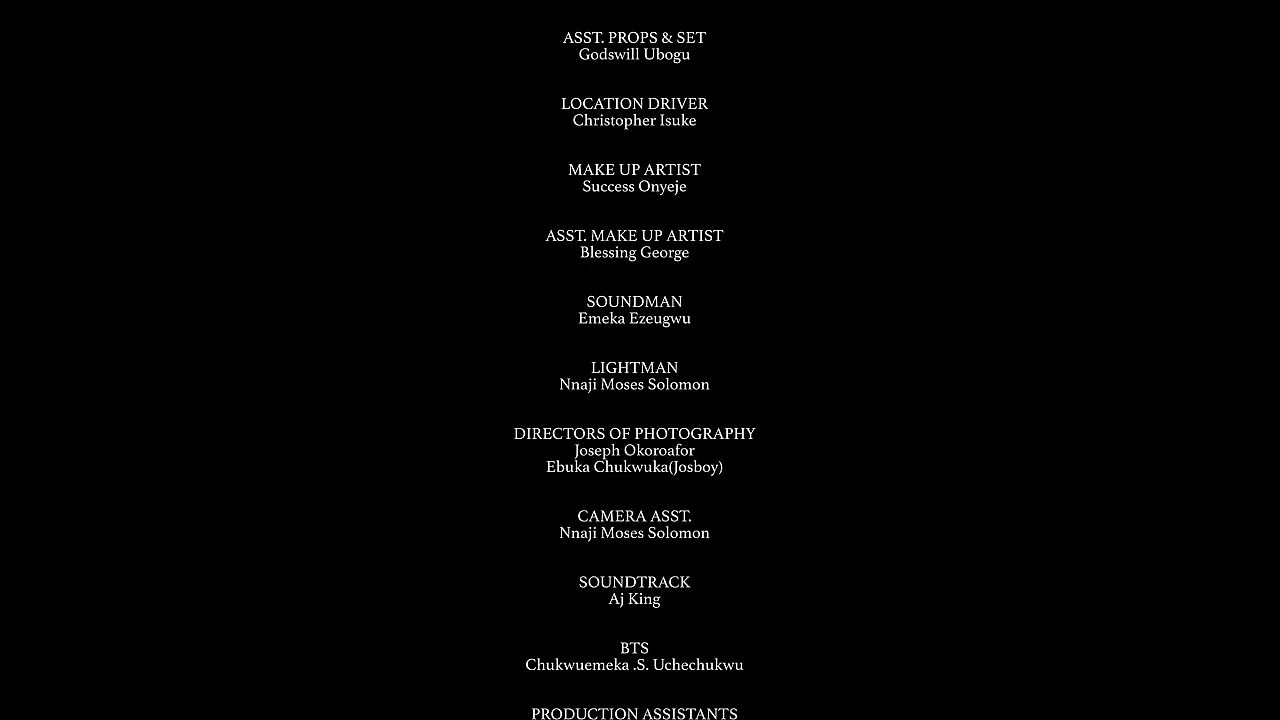 ASST. PROPS & SET
Godswill Ubogu
LOCATION DRIVER
Christopher Isuke
MAKE UP ARTIST
Success Onyeje
ASST. MAKE UP ARTIST
Blessing George
SOUNDMAN
Emeka Ezeugwu
LIGHTMAN
Nnaji Moses Solomon
DIRECTORS OF PHOTOGRAPHY
Joseph Okoroafor
Ebuka Chukwuka(Josboy)
CAMERA ASST.
Nnaji Moses Solomon
SOUNDTRACK
Aj King
BTS
Chukwuemeka .S. Uchechukwu
PRODUCTION ASSISTANTS